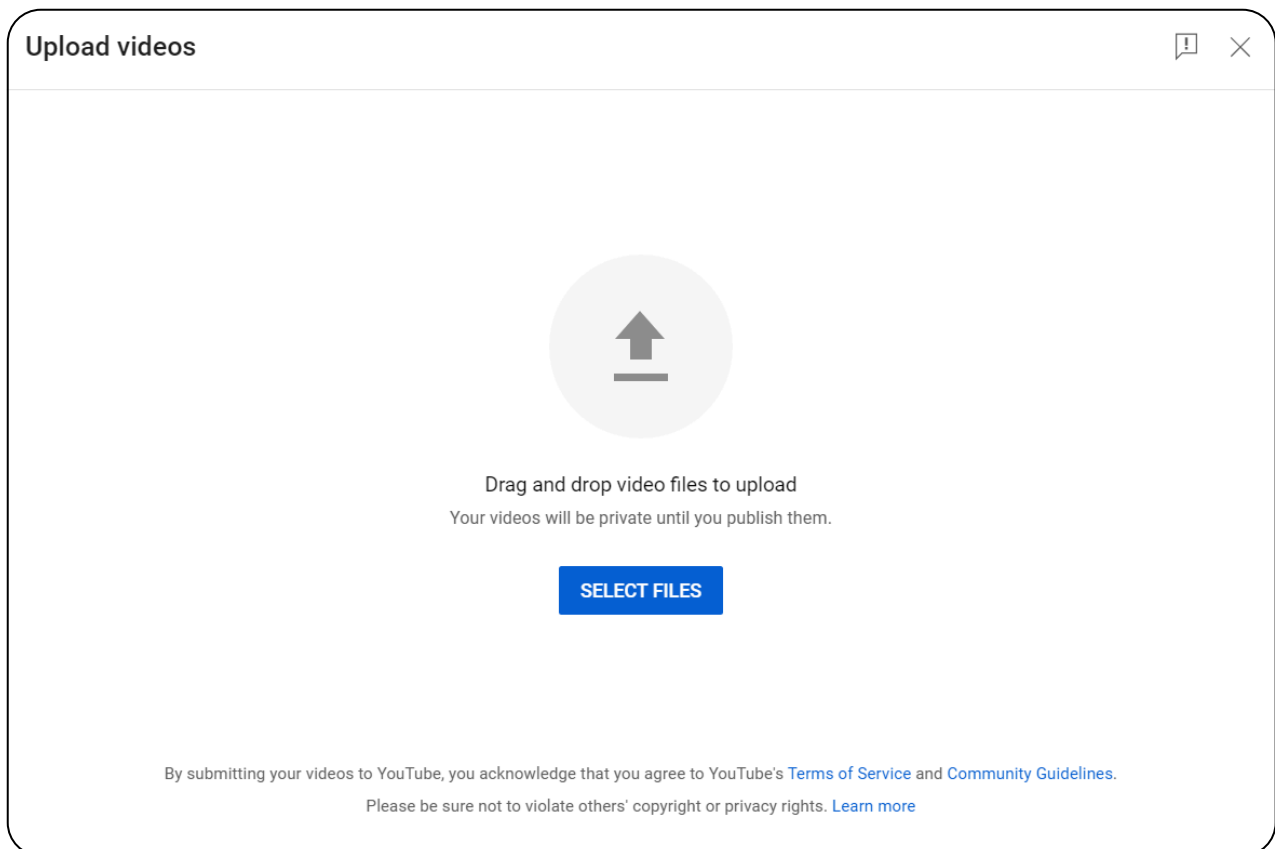 Upload videos
Drag and drop video files to upload
Your videos will be private until you publish them.
SELECT FILES
By submitting your videos to YouTube, you acknowledge that you agree to YouTube's Terms of Service and Community Guidelines.
Please be sure not to violate others' copyright or privacy rights. Learn more